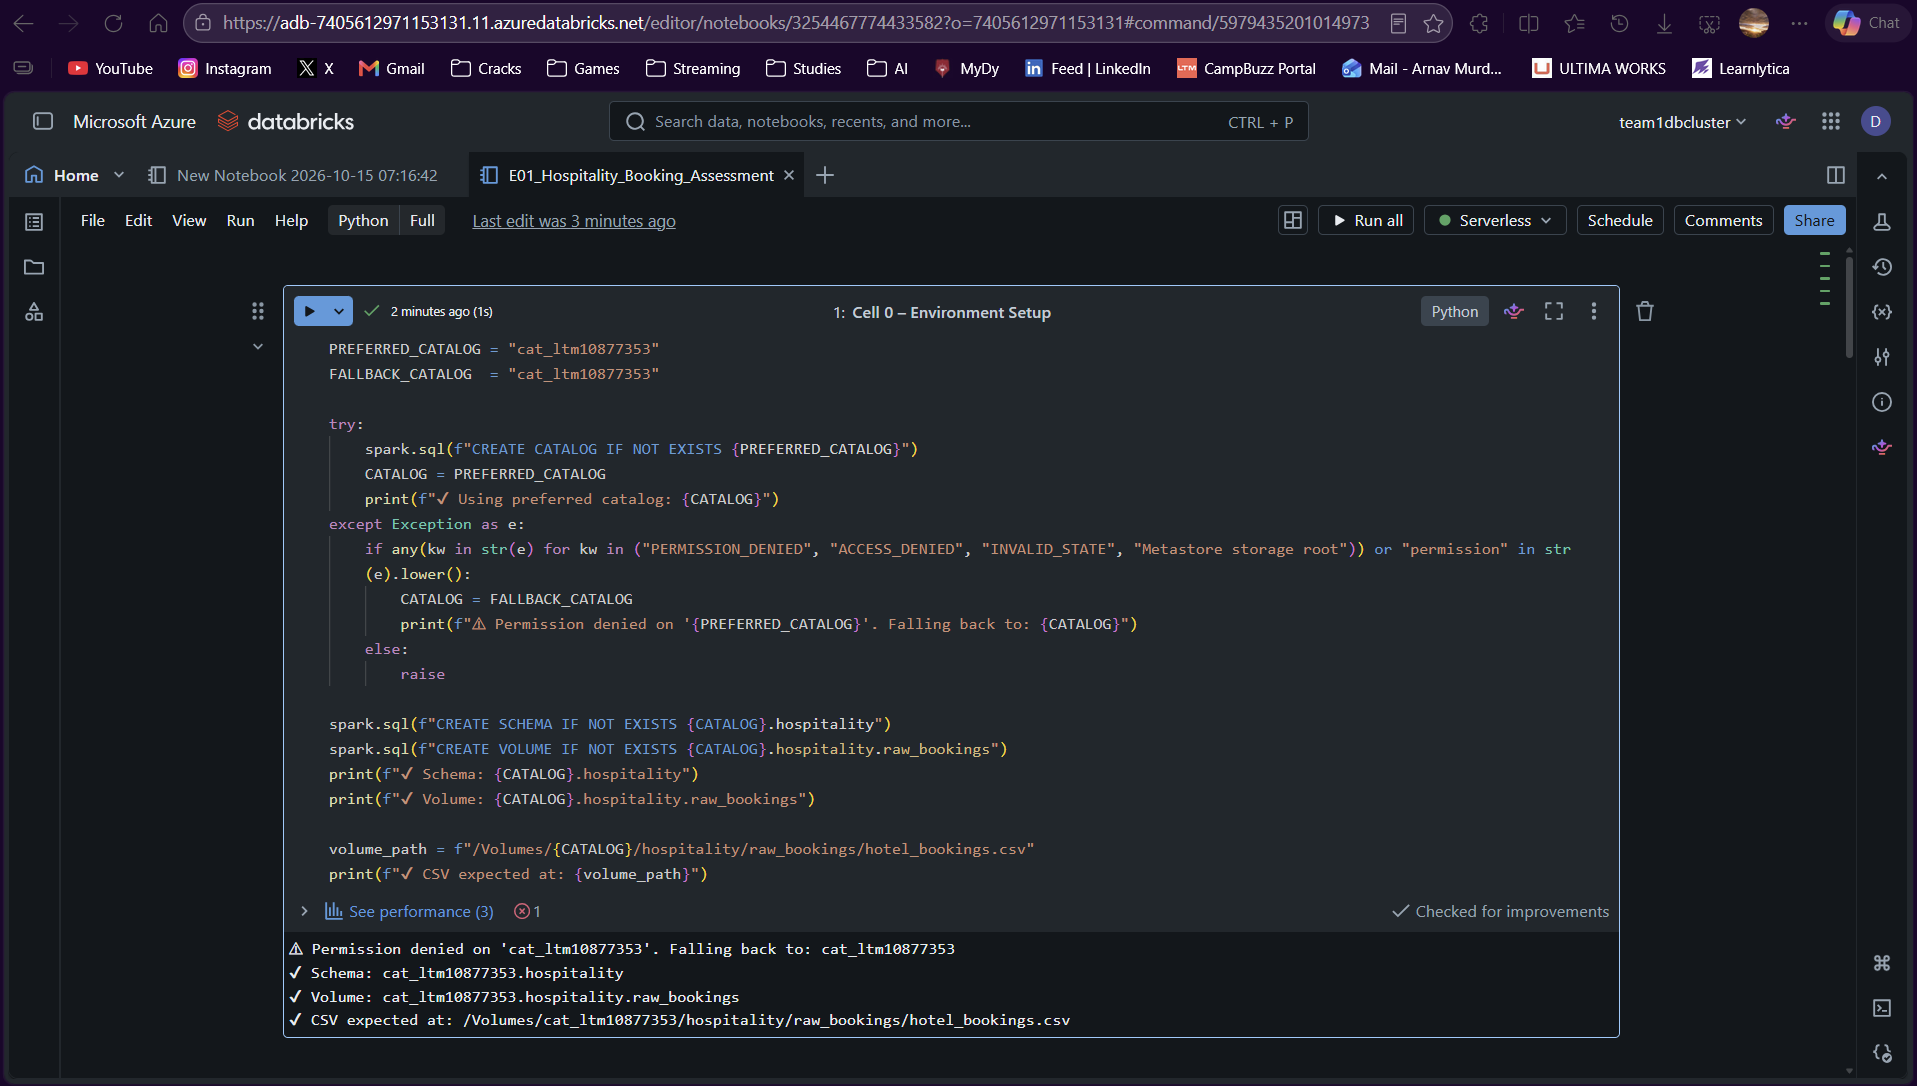 https://adb-7405612971153131.11.azuredatabricks.net/editor/notebooks/3254467774433582?o=7405612971153131#command/5979435201014973
Chat
YouTube Instagram X Gmail Cracks Games Streaming Studies AI MyDy Feed | LinkedIn CampBuzz Portal Mail - Arnav Murd... ULTIMA WORKS Learnlytica
Microsoft Azure databricks Search data, notebooks, recents, and more... CTRL + P team1dbcluster D
Home New Notebook 2026-10-15 07:16:42 E01_Hospitality_Booking_Assessment
File Edit View Run Help Python Full Last edit was 3 minutes ago Run all Serverless Schedule Comments Share
2 minutes ago (1s) 1: Cell 0 – Environment Setup Python
PREFERRED_CATALOG = "cat_ltm10877353"
FALLBACK_CATALOG  = "cat_ltm10877353"
try:
    spark.sql(f"CREATE CATALOG IF NOT EXISTS {PREFERRED_CATALOG}")
    CATALOG = PREFERRED_CATALOG
    print(f"✓ Using preferred catalog: {CATALOG}")
except Exception as e:
    if any(kw in str(e) for kw in ("PERMISSION_DENIED", "ACCESS_DENIED", "INVALID_STATE", "Metastore storage root")) or "permission" in str
    (e).lower():
        CATALOG = FALLBACK_CATALOG
        print(f"⚠ Permission denied on '{PREFERRED_CATALOG}'. Falling back to: {CATALOG}")
    else:
        raise
spark.sql(f"CREATE SCHEMA IF NOT EXISTS {CATALOG}.hospitality")
spark.sql(f"CREATE VOLUME IF NOT EXISTS {CATALOG}.hospitality.raw_bookings")
print(f"✓ Schema: {CATALOG}.hospitality")
print(f"✓ Volume: {CATALOG}.hospitality.raw_bookings")
volume_path = f"/Volumes/{CATALOG}/hospitality/raw_bookings/hotel_bookings.csv"
print(f"✓ CSV expected at: {volume_path}")
See performance (3) 1 Checked for improvements
⚠ Permission denied on 'cat_ltm10877353'. Falling back to: cat_ltm10877353
✓ Schema: cat_ltm10877353.hospitality
✓ Volume: cat_ltm10877353.hospitality.raw_bookings
✓ CSV expected at: /Volumes/cat_ltm10877353/hospitality/raw_bookings/hotel_bookings.csv